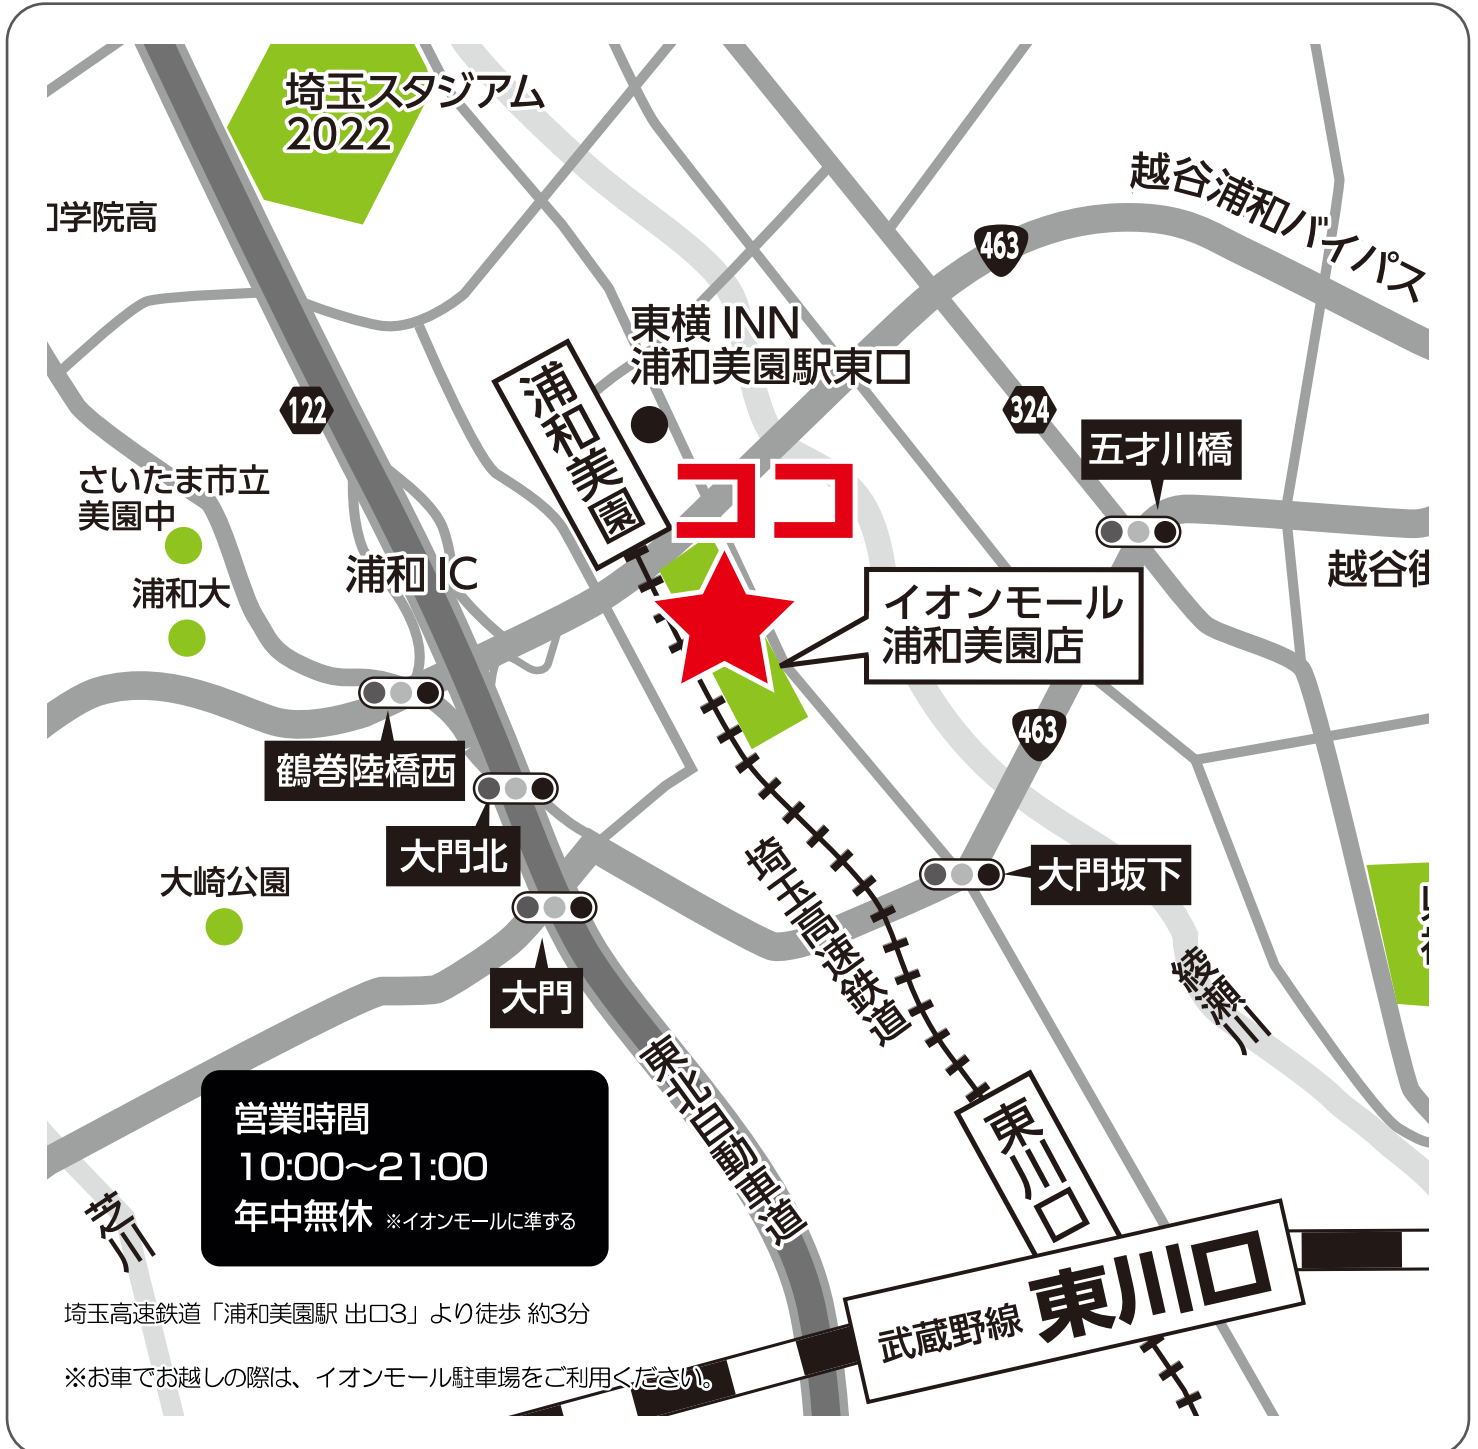 埼玉スタジアム
2022
学院高
越谷浦和バイパス
463
東横 INN
浦和美園駅東口
浦和美園
122
324
五才川橋
ココ
さいたま市立
美園中
浦和大
浦和 IC
越谷街
イオンモール
浦和美園店
463
鶴巻陸橋西
大門北
大門坂下
大崎公園
大門
埼玉高速鉄道
綾瀬川
東北自動車道
東川口
営業時間
10:00～21:00
年中無休 ※イオンモールに準ずる
芝川
武蔵野線 東川口
埼玉高速鉄道「浦和美園駅 出口3」より徒歩 約3分
※お車でお越しの際は、イオンモール駐車場をご利用ください。